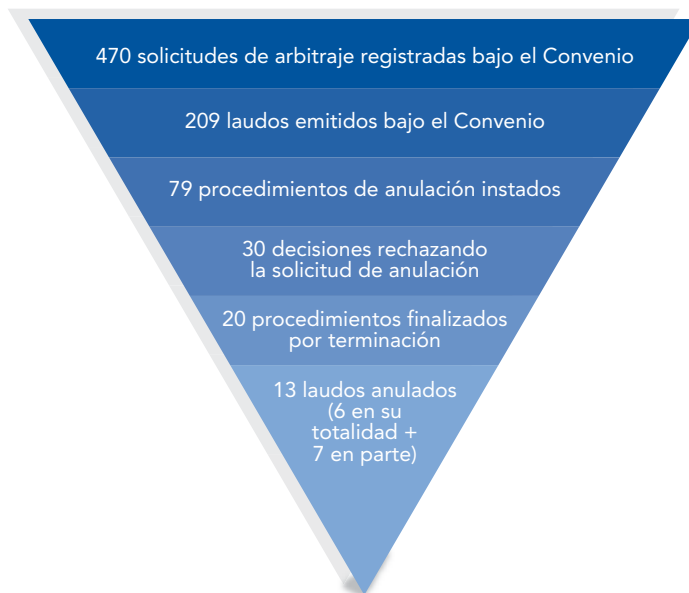 470 solicitudes de arbitraje registradas bajo el Convenio
209 laudos emitidos bajo el Convenio
79 procedimientos de anulación instados
30 decisiones rechazando
la solicitud de anulación
20 procedimientos finalizados
por terminación
13 laudos anulados
(6 en su
totalidad +
7 en parte)